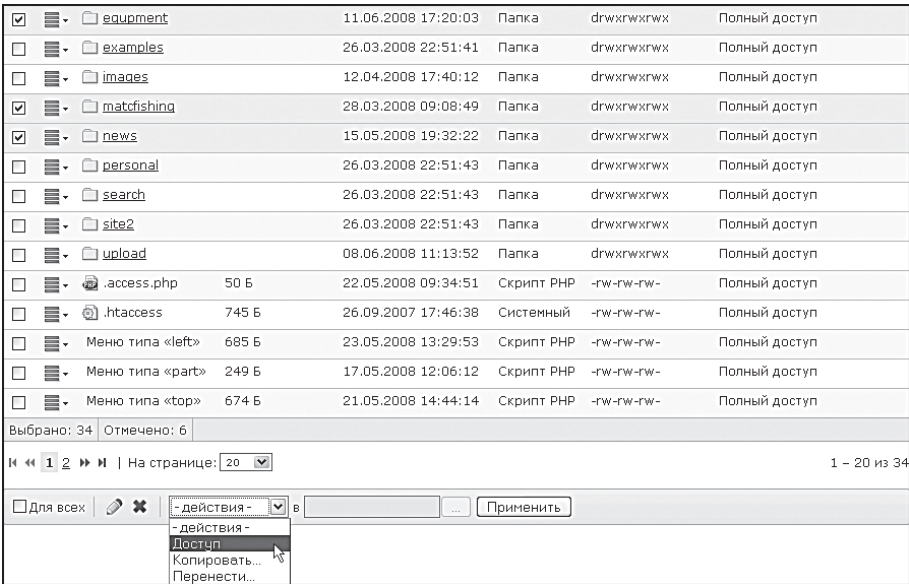 equpment 11.06.2008 17:20:03 Папка drwxrwxrwx Полный доступ
examples 26.03.2008 22:51:41 Папка drwxrwxrwx Полный доступ
images 12.04.2008 17:40:12 Папка drwxrwxrwx Полный доступ
matcfishing 28.03.2008 09:08:49 Папка drwxrwxrwx Полный доступ
news 15.05.2008 19:32:22 Папка drwxrwxrwx Полный доступ
personal 26.03.2008 22:51:43 Папка drwxrwxrwx Полный доступ
search 26.03.2008 22:51:43 Папка drwxrwxrwx Полный доступ
site2 26.03.2008 22:51:43 Папка drwxrwxrwx Полный доступ
upload 08.06.2008 11:13:52 Папка drwxrwxrwx Полный доступ
.access.php 50 Б 22.05.2008 09:34:51 Скрипт PHP -rw-rw-rw- Полный доступ
.htaccess 745 Б 26.09.2007 17:46:38 Системный -rw-rw-rw- Полный доступ
Меню типа «left» 685 Б 23.05.2008 13:29:53 Скрипт PHP -rw-rw-rw- Полный доступ
Меню типа «part» 249 Б 17.05.2008 12:06:12 Скрипт PHP -rw-rw-rw- Полный доступ
Меню типа «top» 674 Б 21.05.2008 14:44:14 Скрипт PHP -rw-rw-rw- Полный доступ
Выбрано: 34 Отмечено: 6
1 2 | На странице: 20 1 – 20 из 34
Для всех - действия - в ... Применить
- действия -
Доступ
Копировать...
Перенести...